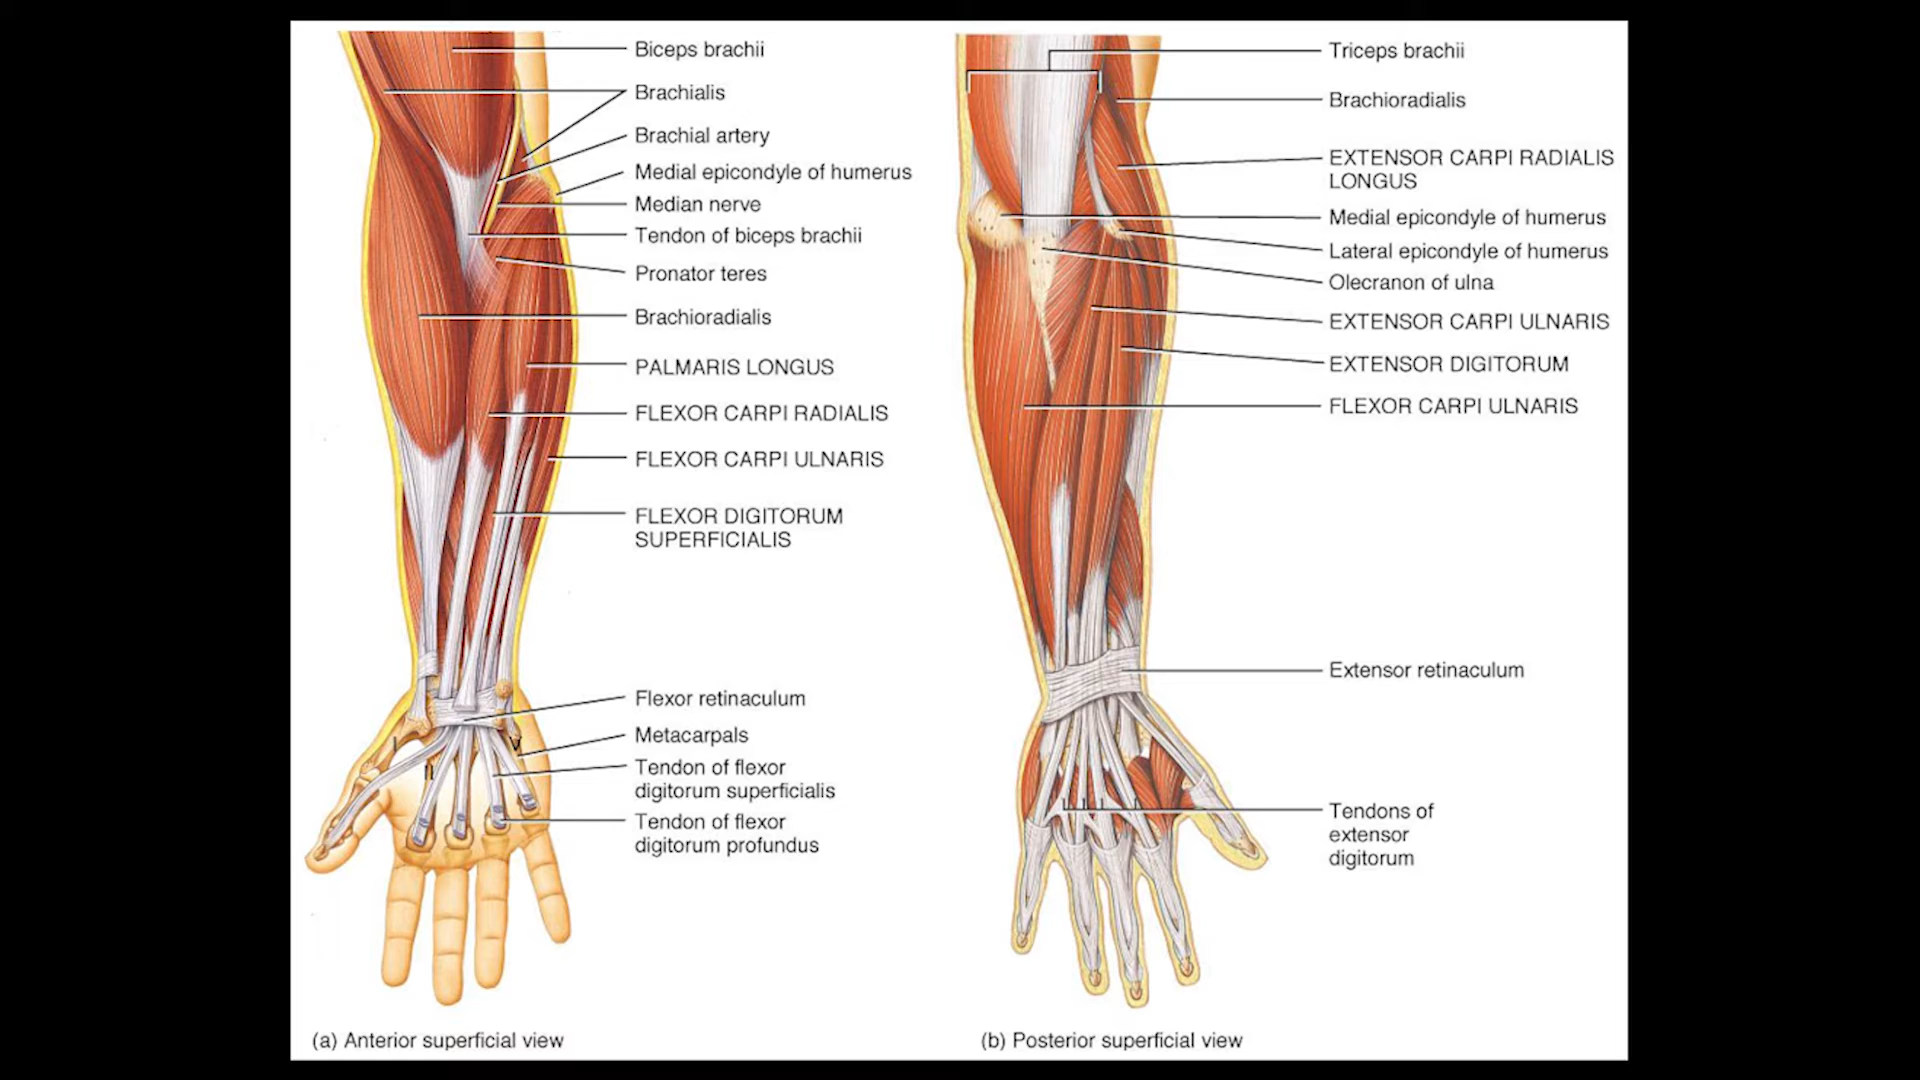 Biceps brachii
Brachialis
Brachial artery
Medial epicondyle of humerus
Median nerve
Tendon of biceps brachii
Pronator teres
Brachioradialis
PALMARIS LONGUS
FLEXOR CARPI RADIALIS
FLEXOR CARPI ULNARIS
FLEXOR DIGITORUM
SUPERFICIALIS
Flexor retinaculum
Metacarpals
Tendon of flexor
digitorum superficialis
Tendon of flexor
digitorum profundus
I
II
V
(a) Anterior superficial view
Triceps brachii
Brachioradialis
EXTENSOR CARPI RADIALIS
LONGUS
Medial epicondyle of humerus
Lateral epicondyle of humerus
Olecranon of ulna
EXTENSOR CARPI ULNARIS
EXTENSOR DIGITORUM
FLEXOR CARPI ULNARIS
Extensor retinaculum
Tendons of
extensor
digitorum
(b) Posterior superficial view